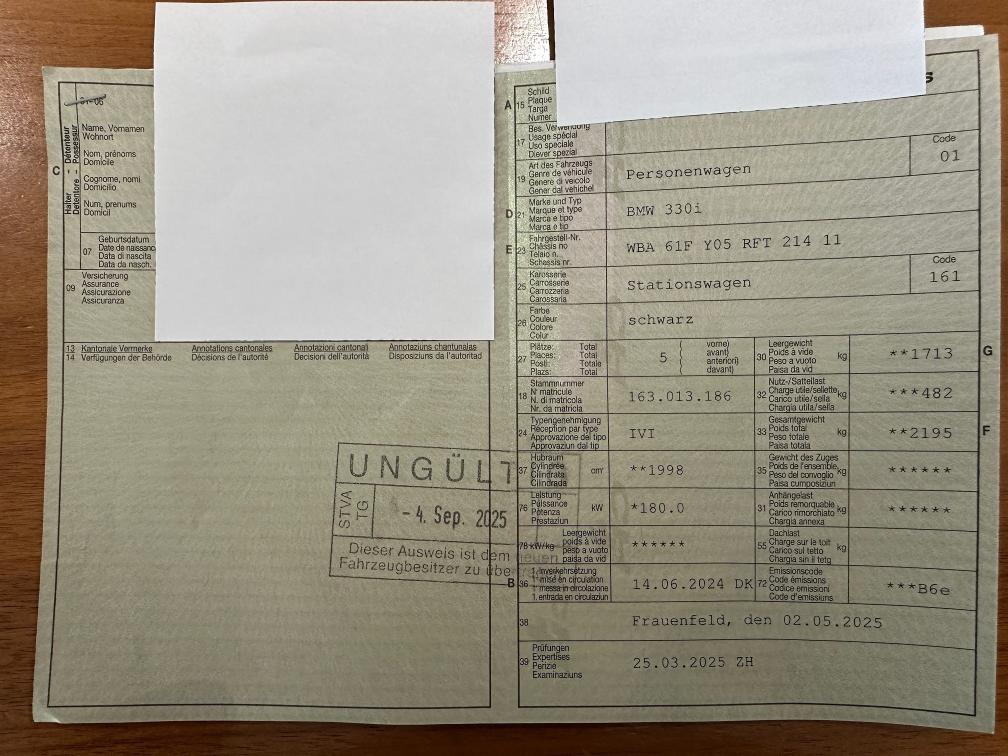 01-06
Halter - Détenteur
Detentore - Possessur
C
Name, Vornamen
Wohnort
Nom, prénoms
Domicile
Cognome, nomi
Domicilio
Num, prenums
Domicil
07
Geburtsdatum
Date de naissanc
Data di nascita
Data da nasch.
09
Versicherung
Assurance
Assicurazione
Assicuranza
13 Kantonale Vermerke Annotations cantonales Annotazioni cantonali Annotaziuns chantunalas
14 Verfügungen der Behörde Décisions de l'autorité Decisioni dell'autorità Disposiziuns da l'autoritad
UNGÜLT
STVA
TG
- 4. Sep. 2025
Dieser Ausweis ist dem neuen
Fahrzeugbesitzer zu übe
s
A 15
Schild
Plaque
Targa
Numer
17
Bes. Verwendung
Usage spécial
Uso speciale
Diever spezial
19
Art des Fahrzeugs
Genre de véhicule
Genere di veicolo
Gener dal vehichel
Personenwagen
Code
01
D 21
Marke und Typ
Marque et type
Marca e tipo
Marca e tip
BMW 330i
E 23
Fahrgestell-Nr.
Châssis no
Telaio n.
Schassis nr.
WBA 61F Y05 RFT 214 11
25
Karosserie
Carrosserie
Carrozzeria
Carossaria
Stationswagen
Code
161
26
Farbe
Couleur
Colore
Colur
schwarz
27
Plätze: Total
Places: Total
Posti: Totale
Plazs: Total
5
vorne)
avant)
anteriori)
davant)
30
Leergewicht
Poids à vide
Peso a vuoto
Paisa da vid
kg
**1713
G
18
Stammnummer
N° matricule
N. di matricola
Nr. da matricla
163.013.186
32
Nutz-/Sattellast
Charge utile/sellette
Carico utile/sella
Chargia utila/sella
kg
***482
24
Typengenehmigung
Réception par type
Approvazione del tipo
Approvaziun dal tip
IVI
33
Gesamtgewicht
Poids total
Peso totale
Paisa totala
kg
**2195
F
37
Hubraum
Cylindrée
Cilindrata
Cilindrada
cm³
**1998
35
Gewicht des Zuges
Poids de l'ensemble
Peso del convoglio
Paisa cumposiziun
kg
******
76
Leistung
Puissance
Potenza
Prestaziun
kW
*180.0
31
Anhängelast
Poids remorquable
Carico rimorchiato
Chargia annexa
kg
******
78 kW/kg
Leergewicht
poids à vide
peso a vuoto
paisa da vid
******
55
Dachlast
Charge sur le toit
Carico sul tetto
Chargia sin il tetg
kg
B 36
1. Inverkehrsetzung
1. mise en circulation
1. messa in circolazione
1. entrada en circulaziun
14.06.2024 DK
72
Emissionscode
Code émissions
Codice emissioni
Code d'emissiuns
***B6e
38
Frauenfeld, den 02.05.2025
39
Prüfungen
Expertises
Perizie
Examinaziuns
25.03.2025 ZH